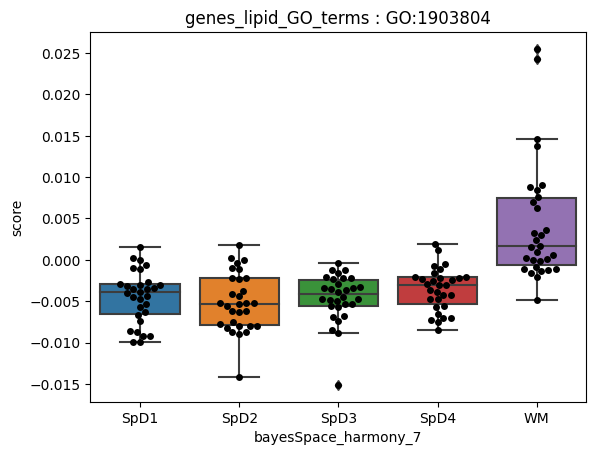 genes_lipid_GO_terms : GO:1903804
0.025
0.020
0.015
0.010
0.005
0.000
−0.005
−0.010
−0.015
score
SpD1 SpD2 SpD3 SpD4 WM
bayesSpace_harmony_7